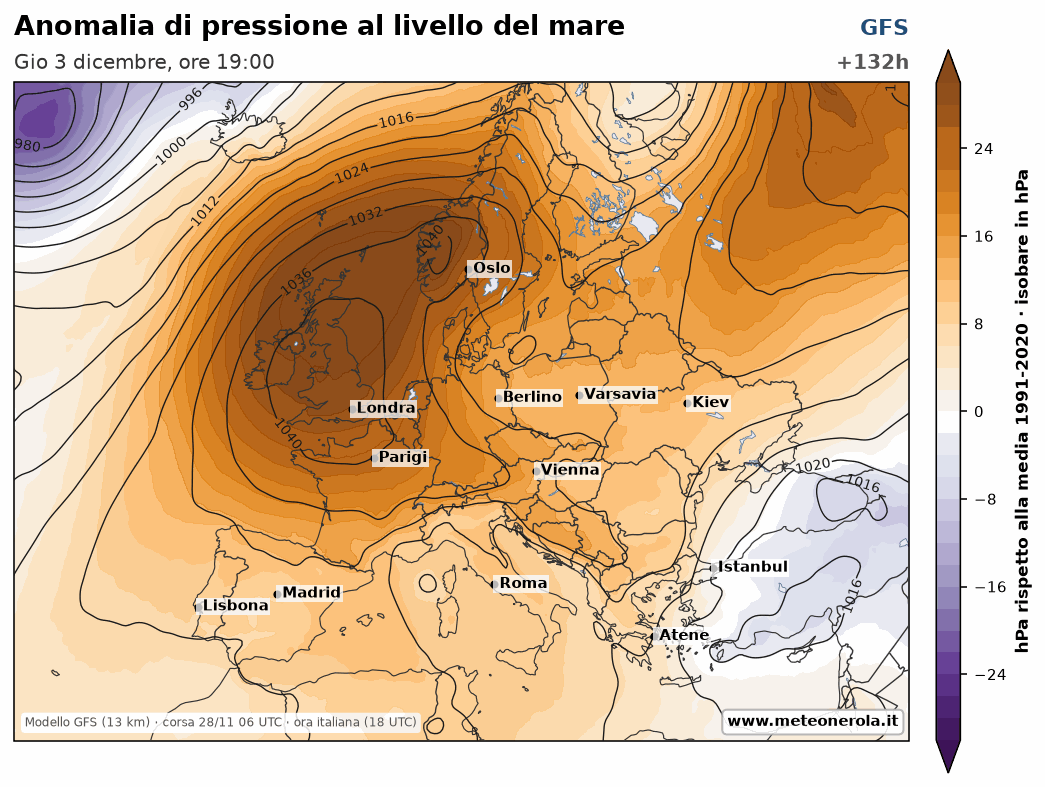 Anomalia di pressione al livello del mare
GFS
Gio 3 dicembre, ore 19:00
+132h
996
1016
980
1000
1024
24
1012
1032
1040
16
Oslo
1036
8
Londra
Berlino
Varsavia
Kiev
0
1040
Parigi
Vienna
1020
1016
−8
Madrid
Roma
Istanbul
−16
1016
Lisbona
Atene
−24
hPa rispetto alla media 1991-2020 · isobare in hPa
Modello GFS (13 km) · corsa 28/11 06 UTC · ora italiana (18 UTC)
www.meteonerola.it